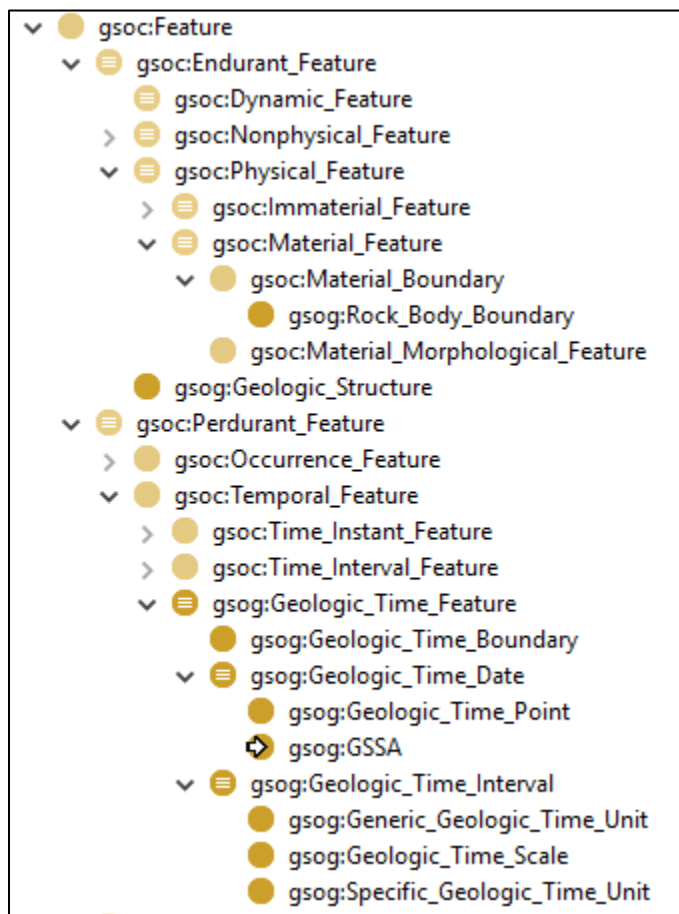 gsoc:Feature
gsoc:Endurant_Feature
gsoc:Dynamic_Feature
gsoc:Nonphysical_Feature
gsoc:Physical_Feature
gsoc:Immaterial_Feature
gsoc:Material_Feature
gsoc:Material_Boundary
gsog:Rock_Body_Boundary
gsoc:Material_Morphological_Feature
gsog:Geologic_Structure
gsoc:Perdurant_Feature
gsoc:Occurrence_Feature
gsoc:Temporal_Feature
gsoc:Time_Instant_Feature
gsoc:Time_Interval_Feature
gsog:Geologic_Time_Feature
gsog:Geologic_Time_Boundary
gsog:Geologic_Time_Date
gsog:Geologic_Time_Point
gsog:GSSA
gsog:Geologic_Time_Interval
gsog:Generic_Geologic_Time_Unit
gsog:Geologic_Time_Scale
gsog:Specific_Geologic_Time_Unit